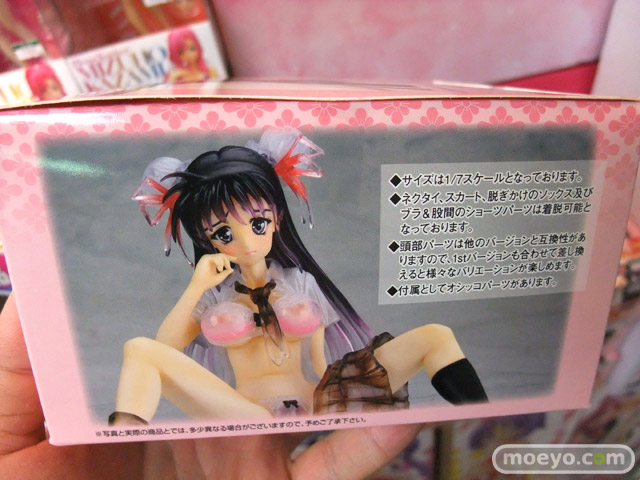 ◆サイズは1/7スケールとなっております。
◆ネクタイ、スカート、脱ぎかけのソックス及び
ブラ&股間のショーツパーツは着脱可能と
なっております。
◆頭部パーツは他のバージョンと互換性があ
りますので、1stバージョンも合わせて差し換
えると様々なバリエーションが楽しめます。
◆付属としてオシッコパーツがあります。
※写真と実際の商品とでは、多少異なる場合がございますので、予めご了承下さい。
moeyo.com